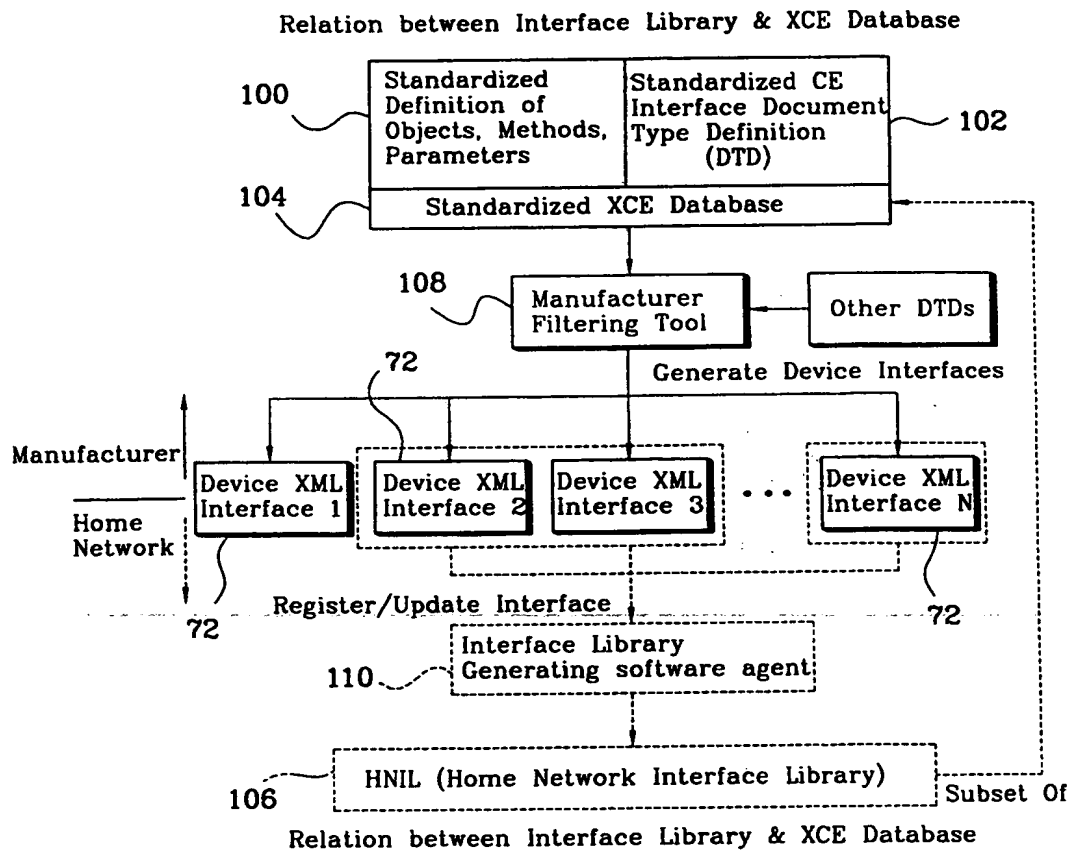 Relation between Interface Library & XCE Database
100
Standardized
Definition of
Objects, Methods,
Parameters
Standardized CE
Interface Document
Type Definition
(DTD)
102
104
Standardized XCE Database
108
Manufacturer
Filtering Tool
Other DTDs
72
Generate Device Interfaces
Manufacturer
Home
Network
Device XML
Interface 1
Device XML
Interface 2
Device XML
Interface 3
Device XML
Interface N
72
Register/Update Interface
72
110
Interface Library
Generating software agent
106
HNIL (Home Network Interface Library)
Subset Of
Relation between Interface Library & XCE Database